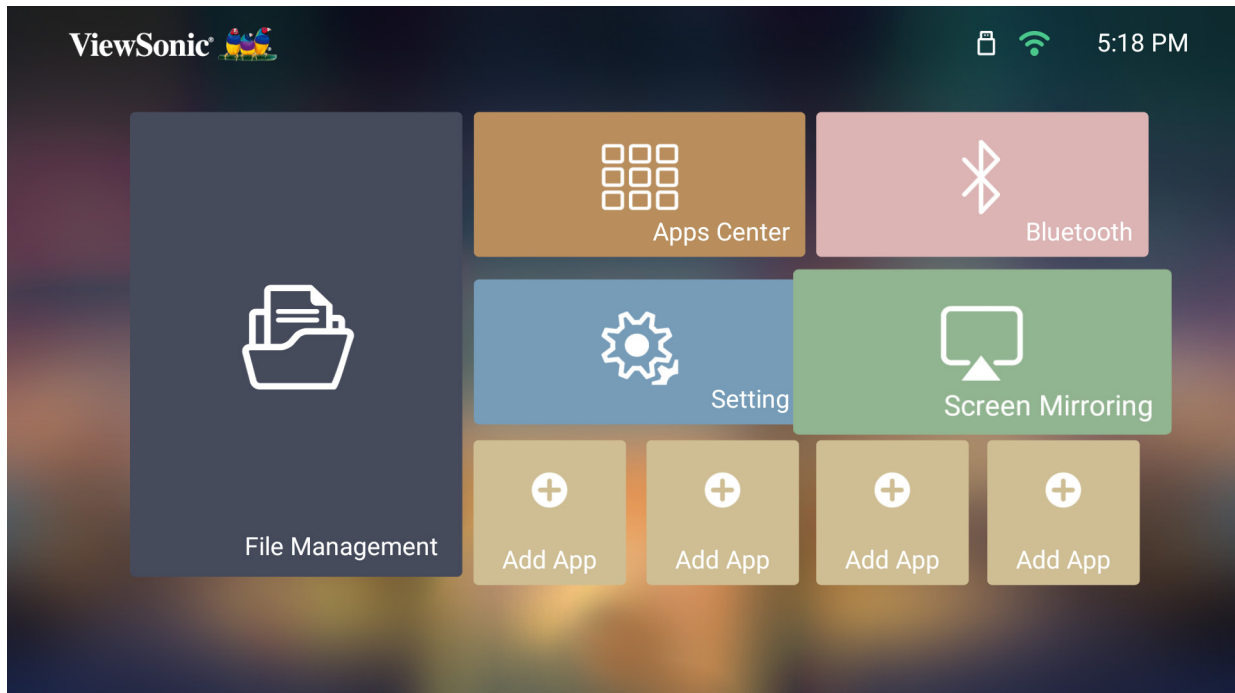 ViewSonic®
5:18 PM
Apps Center
Bluetooth
Setting
Screen Mirroring
File Management
Add App
Add App
Add App
Add App